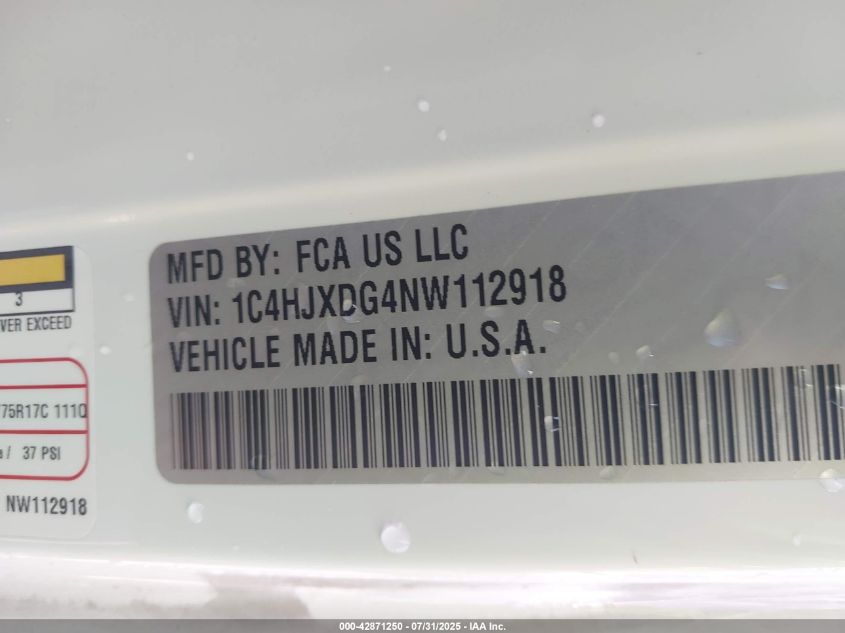 MFD BY: FCA US LLC
VIN: 1C4HJXDG4NW112918
VEHICLE MADE IN: U.S.A.
3
VER EXCEED
75R17C 111Q
/ 37 PSI
NW112918
000-42871250 - 07/31/2025 - IAA Inc.